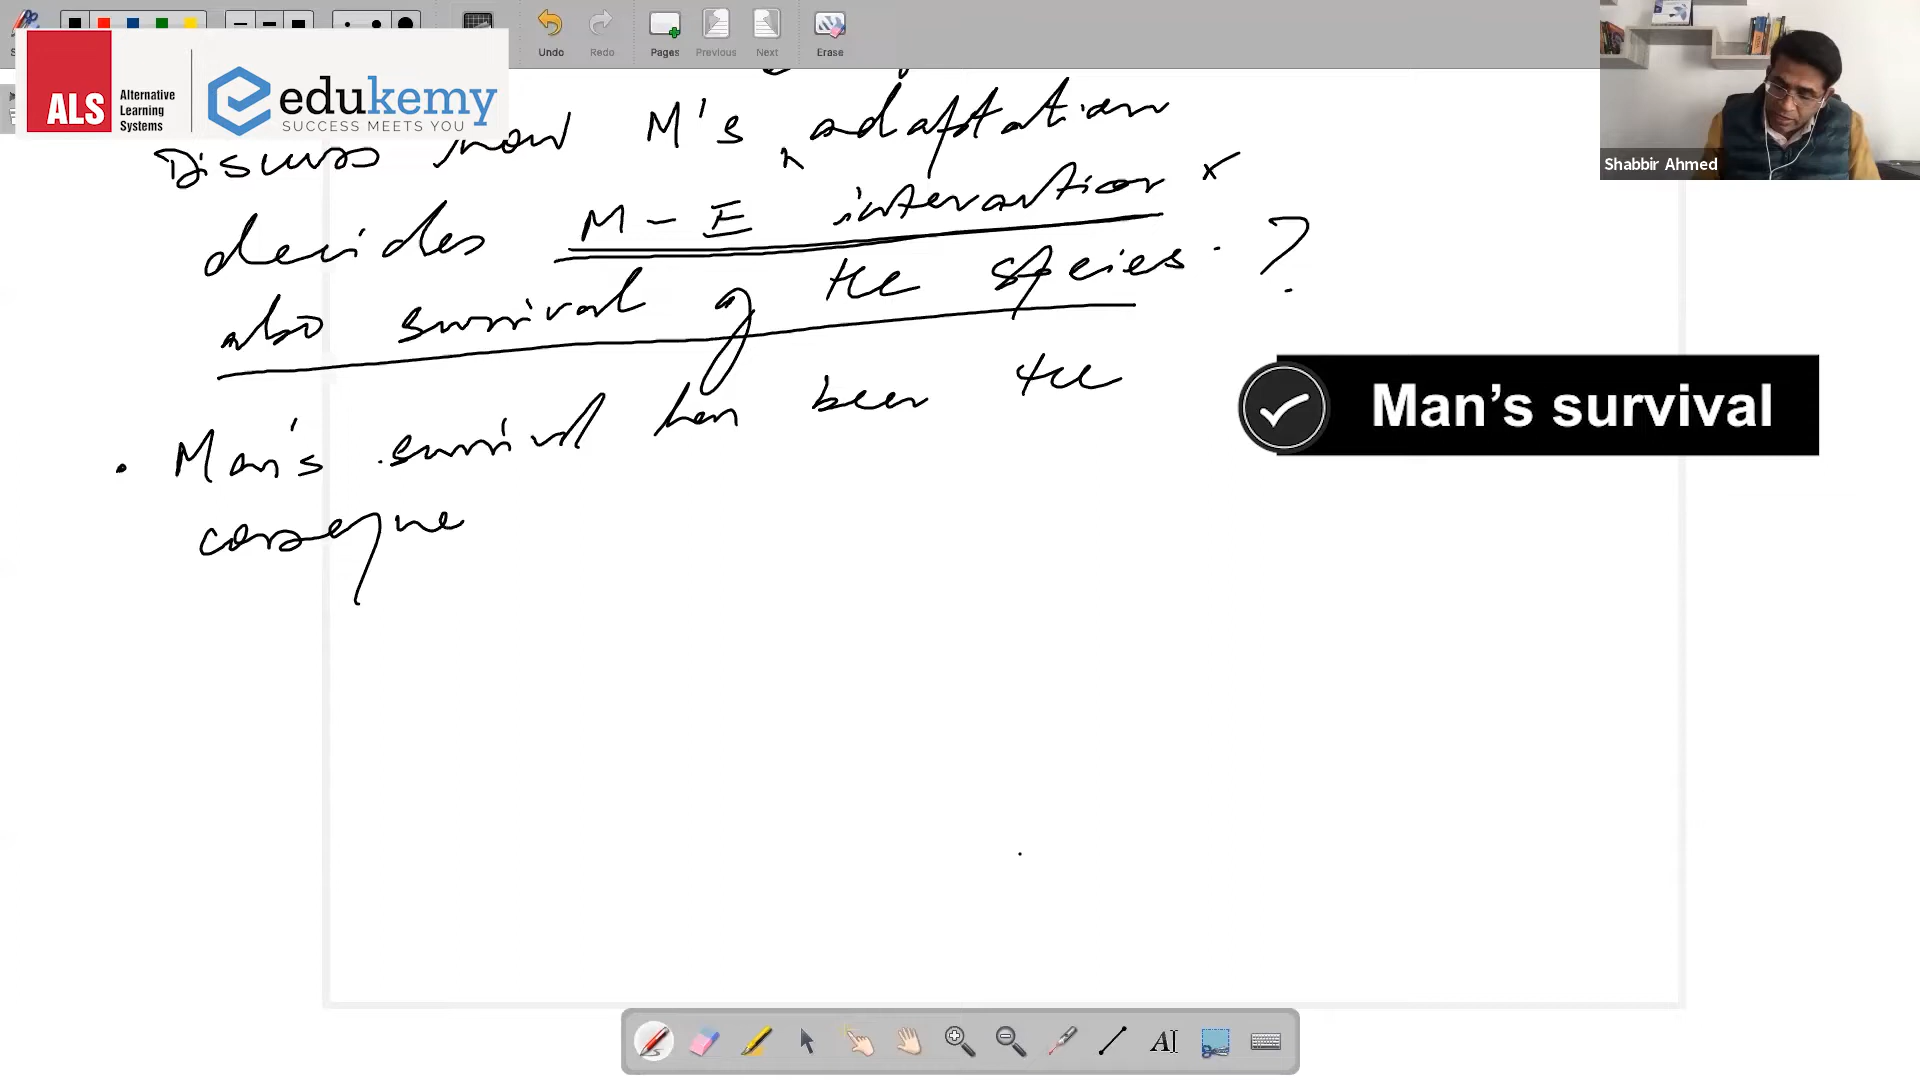 Undo
Redo
Pages
Previous
Next
Erase
ALS
Alternative
Learning
Systems
edukemy
SUCCESS MEETS YOU
Shabbir Ahmed
Discuss how M's adaptation
decides M - E interaction x
also survival of the species. ?
Man's survival
• Man's survival has been the
conseque
A